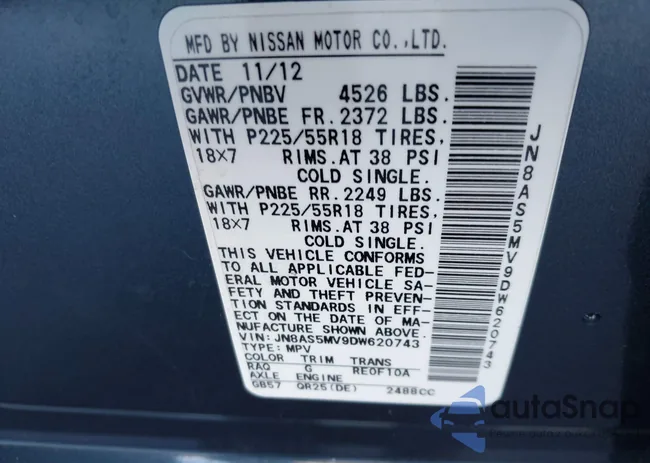 MFD BY NISSAN MOTOR CO.,LTD.
DATE 11/12
GVWR/PNBV 4526 LBS.
GAWR/PNBE FR. 2372 LBS.
WITH P225/55R18 TIRES,
18X7 RIMS. AT 38 PSI
COLD SINGLE.
GAWR/PNBE RR. 2249 LBS.
WITH P225/55R18 TIRES,
18X7 RIMS. AT 38 PSI
COLD SINGLE.
THIS VEHICLE CONFORMS
TO ALL APPLICABLE FED-
ERAL MOTOR VEHICLE SA-
FETY AND THEFT PREVEN-
TION STANDARDS IN EFF-
ECT ON THE DATE OF MA-
NUFACTURE SHOWN ABOVE.
VIN: JN8AS5MV9DW620743
TYPE: MPV
COLOR TRIM TRANS
RAQ G RE0F10A
AXLE ENGINE
GB57 QR25(DE) 2488CC
JN8AS5MV9DW620743
autoSnap